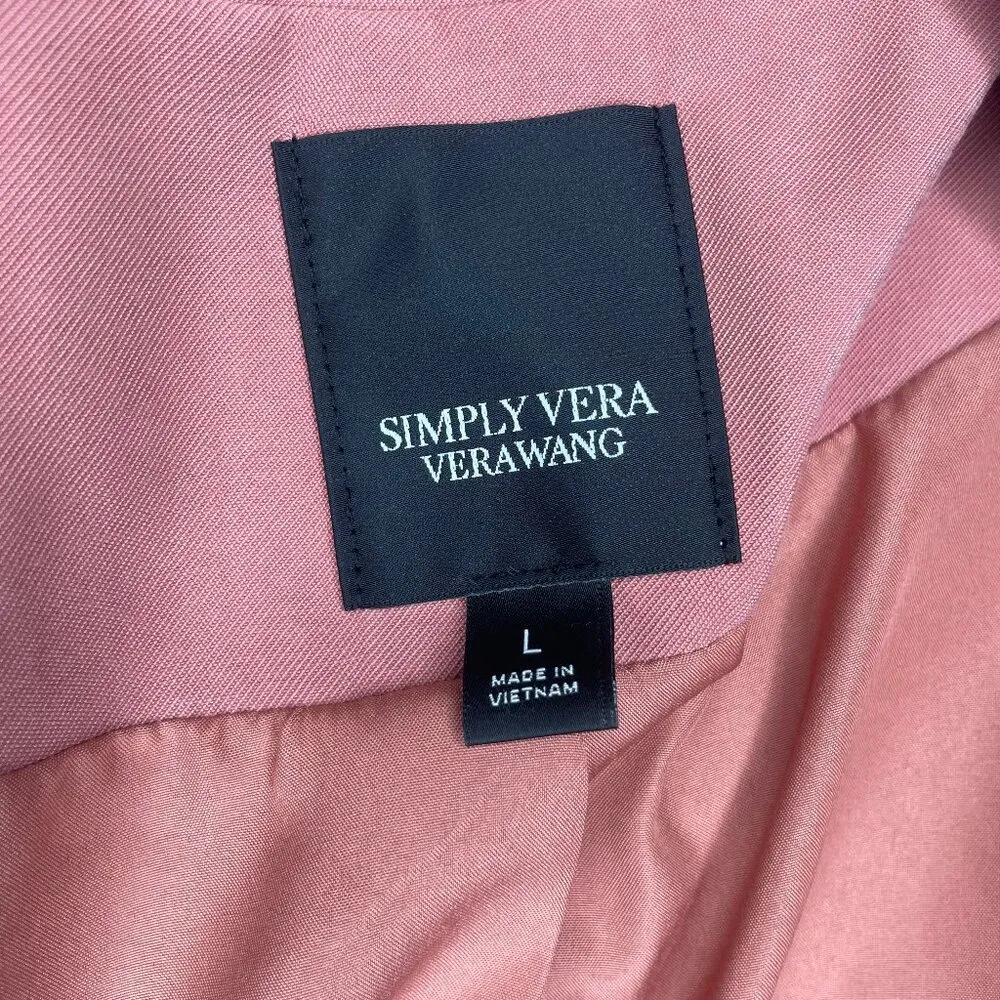 SIMPLY VERA
VERAWANG
L
MADE IN
VIETNAM